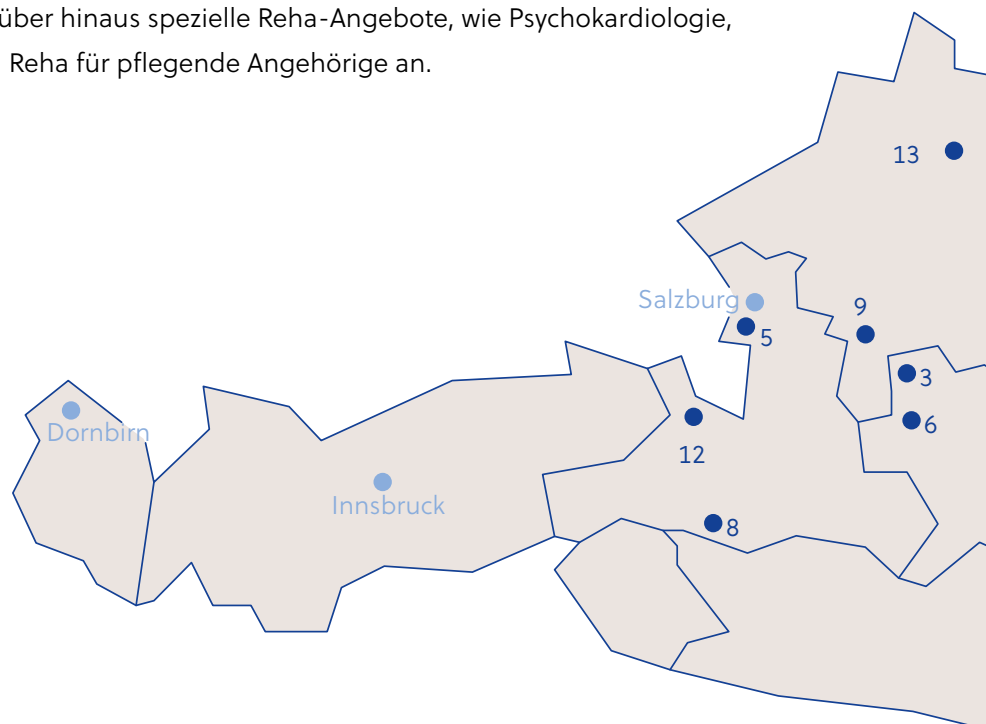 über hinaus spezielle Reha-Angebote, wie Psychokardiologie,
Reha für pflegende Angehörige an.
13
Salzburg
9
5
3
Dornbirn
6
12
Innsbruck
8